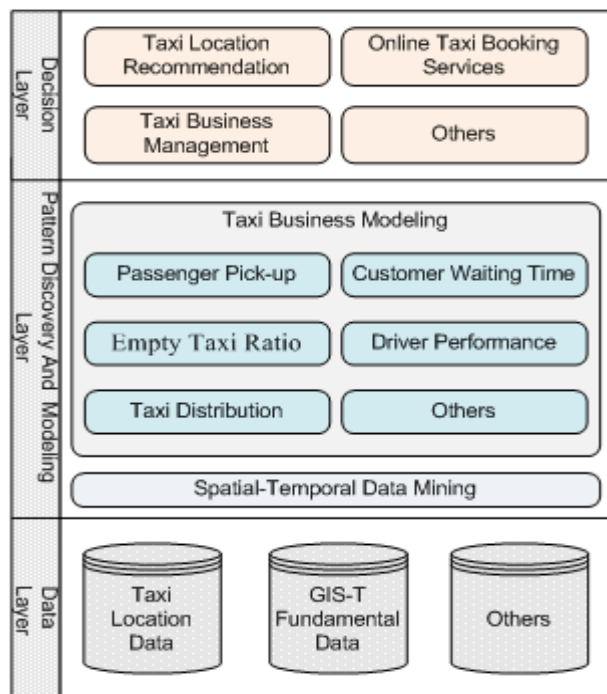 Decision
Layer
Taxi Location
Recommendation
Online Taxi Booking
Services
Taxi Business
Management
Others
Pattern Discovery And Modeling
Layer
Taxi Business Modeling
Passenger Pick-up
Customer Waiting Time
Empty Taxi Ratio
Driver Performance
Taxi Distribution
Others
Spatial-Temporal Data Mining
Data
Layer
Taxi
Location
Data
GIS-T
Fundamental
Data
Others